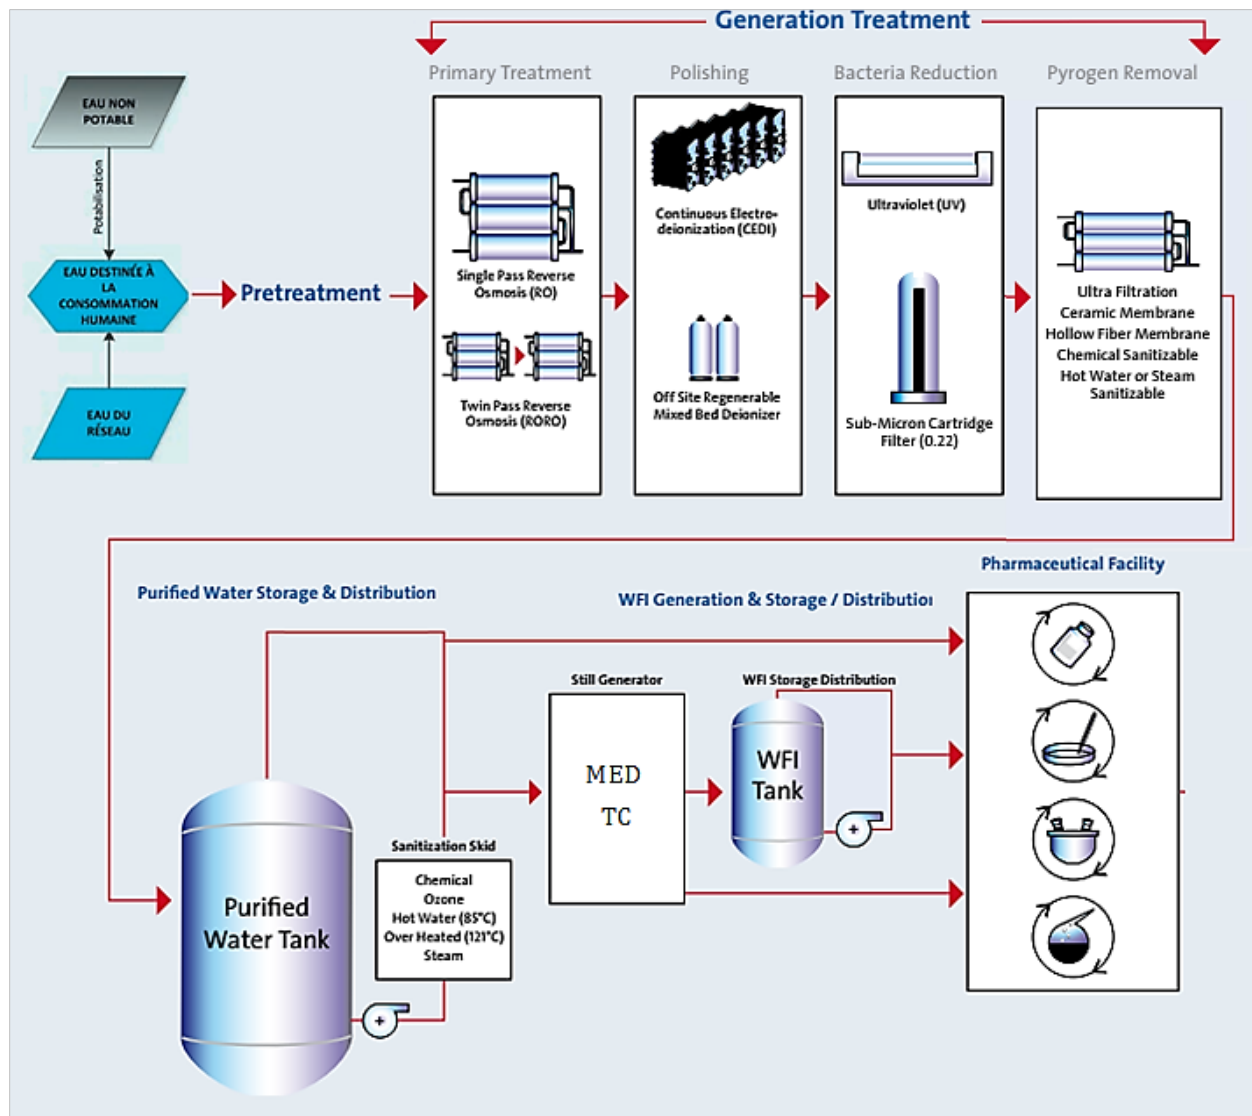 Generation Treatment
Primary Treatment
Polishing
Bacteria Reduction
Pyrogen Removal
EAU NON
POTABLE
Potabilisation
EAU DESTINÉE À
LA
CONSOMMATION
HUMAINE
EAU DU
RÉSEAU
Pretreatment
Single Pass Reverse
Osmosis (RO)
Twin Pass Reverse
Osmosis (RORO)
Continuous Electro-
deionization (CEDI)
Off Site Regenerable
Mixed Bed Deionizer
Ultraviolet (UV)
Sub-Micron Cartridge
Filter (0.22)
Ultra Filtration
Ceramic Membrane
Hollow Fiber Membrane
Chemical Sanitizable
Hot Water or Steam
Sanitizable
Purified Water Storage & Distribution
WFI Generation & Storage / Distribution
Pharmaceutical Facility
Purified
Water Tank
Sanitization Skid
Chemical
Ozone
Hot Water (85°C)
Over Heated (121°C)
Steam
Still Generator
MED
TC
WFI Storage Distribution
WFI
Tank